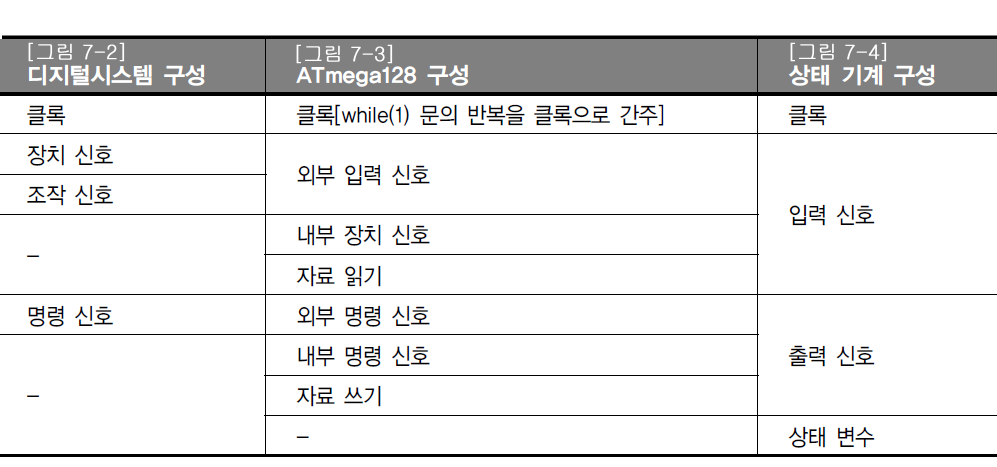 [그림 7-2] [그림 7-3] [그림 7-4]
디지털시스템 구성 ATmega128 구성 상태 기계 구성
클록 클록[while(1) 문의 반복을 클록으로 간주] 클록
장치 신호
외부 입력 신호
조작 신호
입력 신호
내부 장치 신호
–
자료 읽기
명령 신호 외부 명령 신호
내부 명령 신호 출력 신호
– 자료 쓰기
– 상태 변수